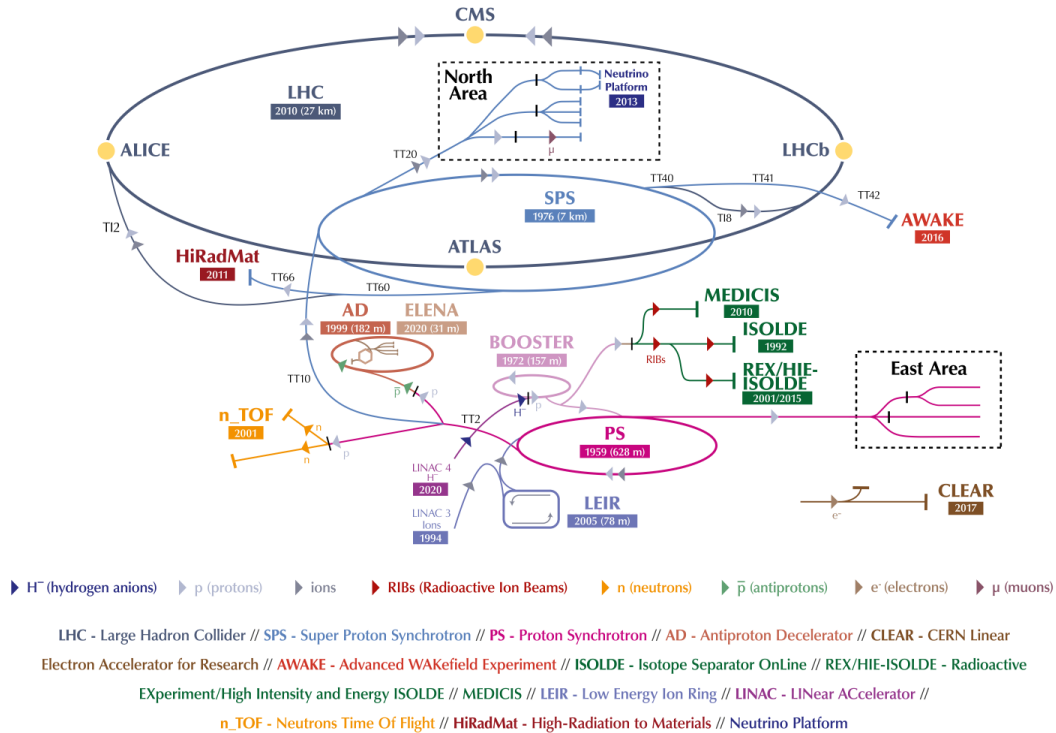 CMS
LHC
2010 (27 km)
North
Area
Neutrino
Platform
2013
μ
ALICE
LHCb
TT20
TT40
TT41
TT42
SPS
1976 (7 km)
TI8
AWAKE
2016
TI2
ATLAS
HiRadMat
2011
TT66
TT60
MEDICIS
2010
AD
1999 (182 m)
ELENA
2020 (31 m)
BOOSTER
1972 (157 m)
ISOLDE
1992
RIBs
REX/HIE-
ISOLDE
2001/2015
East Area
TT10
p̅
p
H⁻
p
n_TOF
2001
n
n
p
TT2
PS
1959 (628 m)
LINAC 4
H⁻
2020
LINAC 3
Ions
1994
LEIR
2005 (78 m)
CLEAR
2017
e⁻
H⁻ (hydrogen anions)
p (protons)
ions
RIBs (Radioactive Ion Beams)
n (neutrons)
p̅ (antiprotons)
e⁻ (electrons)
μ (muons)
LHC - Large Hadron Collider // SPS - Super Proton Synchrotron // PS - Proton Synchrotron // AD - Antiproton Decelerator // CLEAR - CERN Linear
Electron Accelerator for Research // AWAKE - Advanced WAKefield Experiment // ISOLDE - Isotope Separator OnLine // REX/HIE-ISOLDE - Radioactive
EXperiment/High Intensity and Energy ISOLDE // MEDICIS // LEIR - Low Energy Ion Ring // LINAC - LINear ACcelerator //
n_TOF - Neutrons Time Of Flight // HiRadMat - High-Radiation to Materials // Neutrino Platform